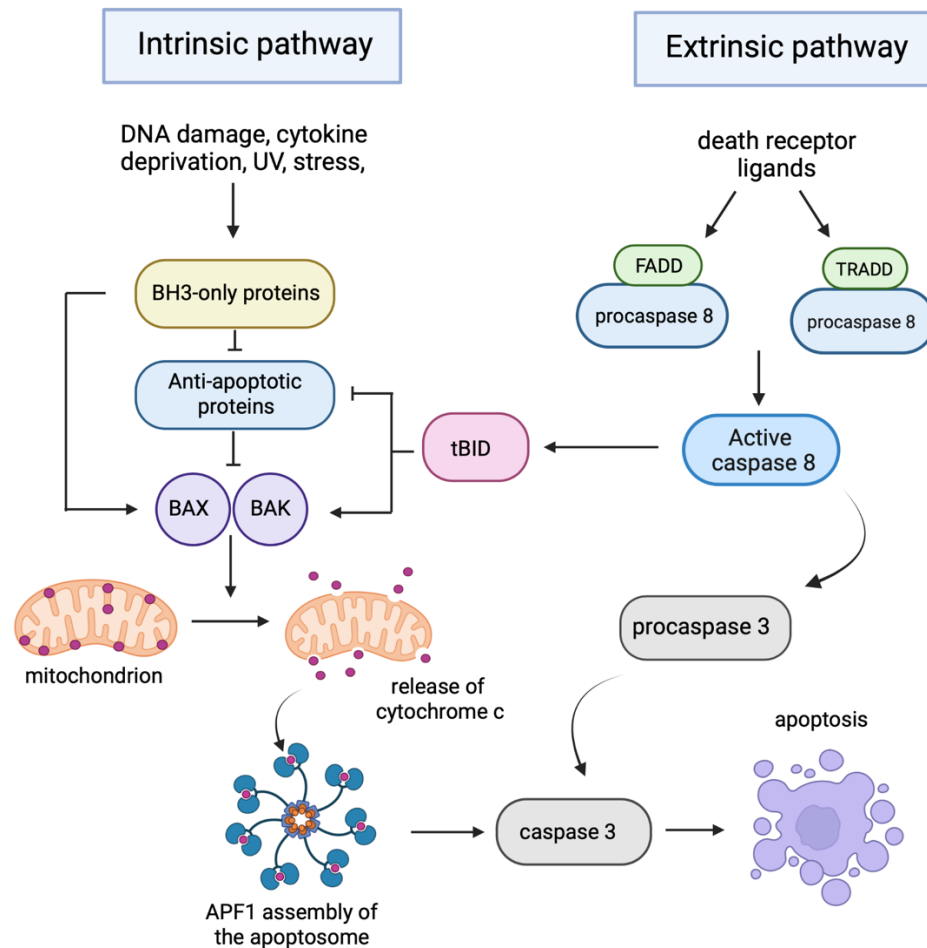 Intrinsic pathway
Extrinsic pathway
DNA damage, cytokine
deprivation, UV, stress,
death receptor
ligands
FADD
procaspase 8
TRADD
procaspase 8
BH3-only proteins
Anti-apoptotic
proteins
tBID
Active
caspase 8
BAX
BAK
mitochondrion
release of
cytochrome c
procaspase 3
apoptosis
caspase 3
APF1 assembly of
the apoptosome